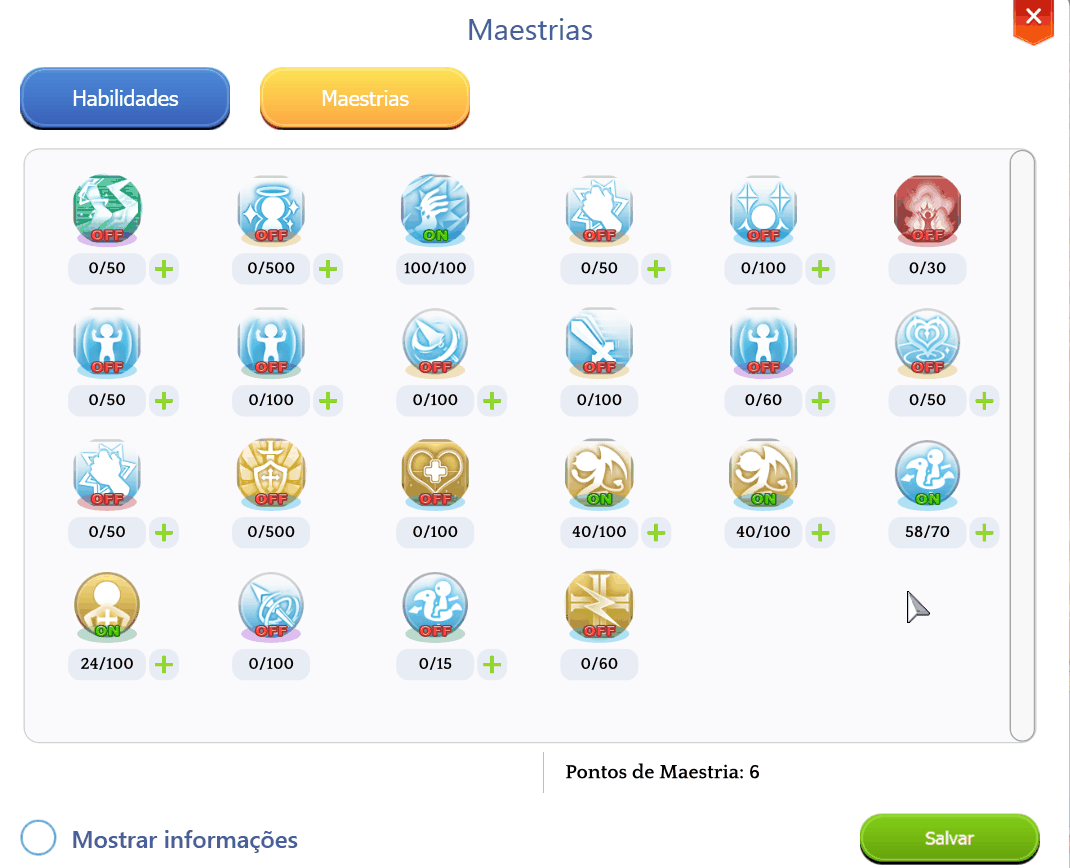 Maestrias
Habilidades Maestrias
OFF OFF ON OFF OFF OFF
0/50 0/500 100/100 0/50 0/100 0/30
OFF OFF OFF OFF OFF OFF
0/50 0/100 0/100 0/100 0/60 0/50
OFF OFF OFF ON ON ON
0/50 0/500 0/100 40/100 40/100 58/70
ON OFF OFF OFF
24/100 0/100 0/15 0/60
Pontos de Maestria: 6
Mostrar informações
Salvar